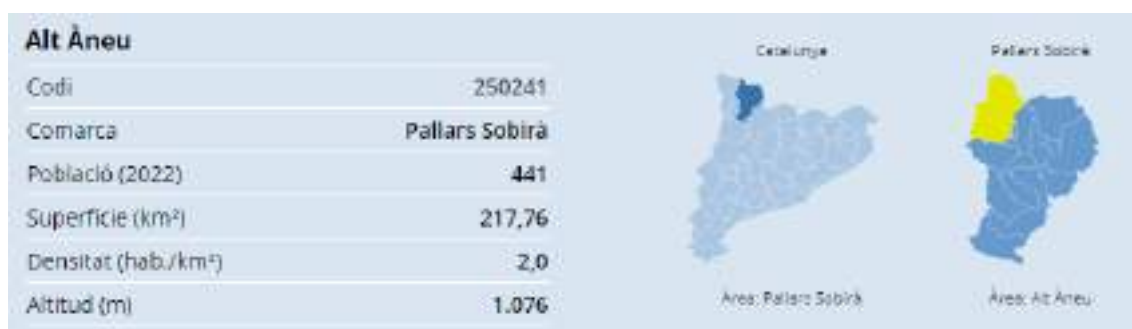 Alt Àneu
Codi 250241
Comarca Pallars Sobirà
Població (2022) 441
Superfície (km²) 217,76
Densitat (hab./km²) 2,0
Altitud (m) 1.076
Catalunya
Pallars Sobirà
Àrea: Pallars Sobirà
Àrea: Alt Àneu